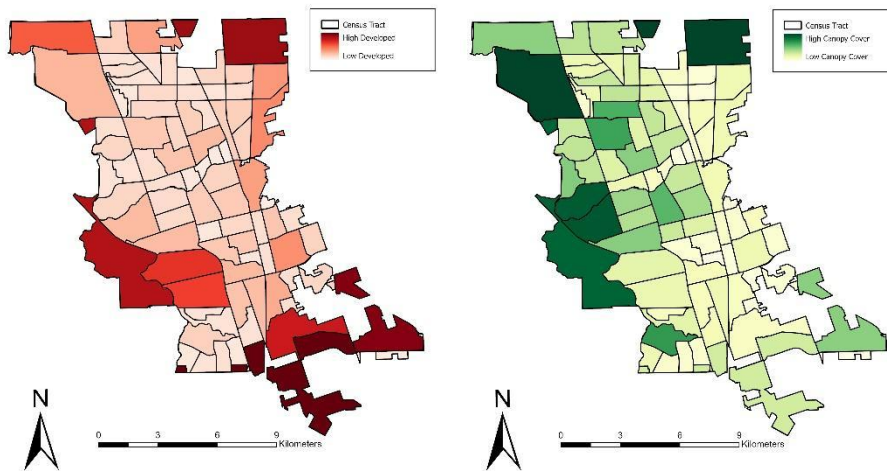 Census Tract
High Developed
Low Developed
N
0 3 6 9
Kilometers
Census Tract
High Canopy Cover
Low Canopy Cover
N
0 3 6 9
Kilometers